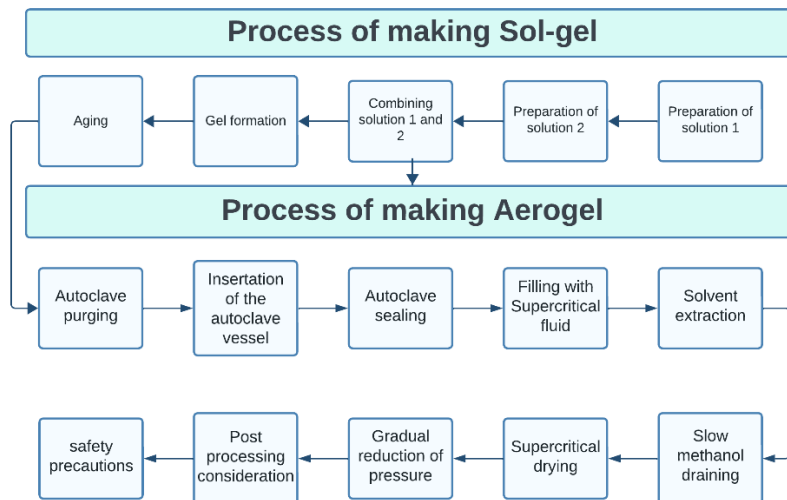 Process of making Sol-gel
Aging
Gel formation
Combining
solution 1 and
2
Preparation of
solution 2
Preparation of
solution 1
Process of making Aerogel
Autoclave
purging
Insertation
of the
autoclave
vessel
Autoclave
sealing
Filling with
Supercritical
fluid
Solvent
extraction
safety
precautions
Post
processing
consideration
Gradual
reduction of
pressure
Supercritical
drying
Slow
methanol
draining